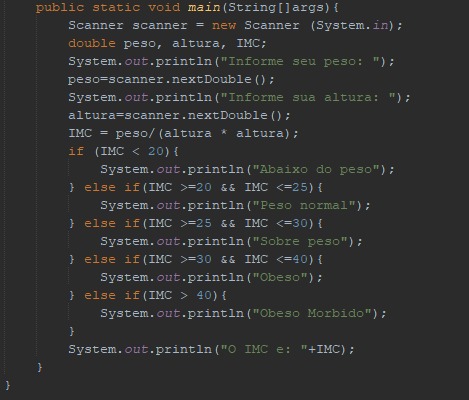 public static void main(String[]args){
Scanner scanner = new Scanner (System.in);
double peso, altura, IMC;
System.out.println("Informe seu peso: ");
peso=scanner.nextDouble();
System.out.println("Informe sua altura: ");
altura=scanner.nextDouble();
IMC = peso/(altura * altura);
if (IMC < 20){
System.out.println("Abaixo do peso");
} else if(IMC >=20 && IMC <=25){
System.out.println("Peso normal");
} else if(IMC >=25 && IMC <=30){
System.out.println("Sobre peso");
} else if(IMC >=30 && IMC <=40){
System.out.println("Obeso");
} else if(IMC > 40){
System.out.println("Obeso Morbido");
}
System.out.println("O IMC e: "+IMC);
}
}